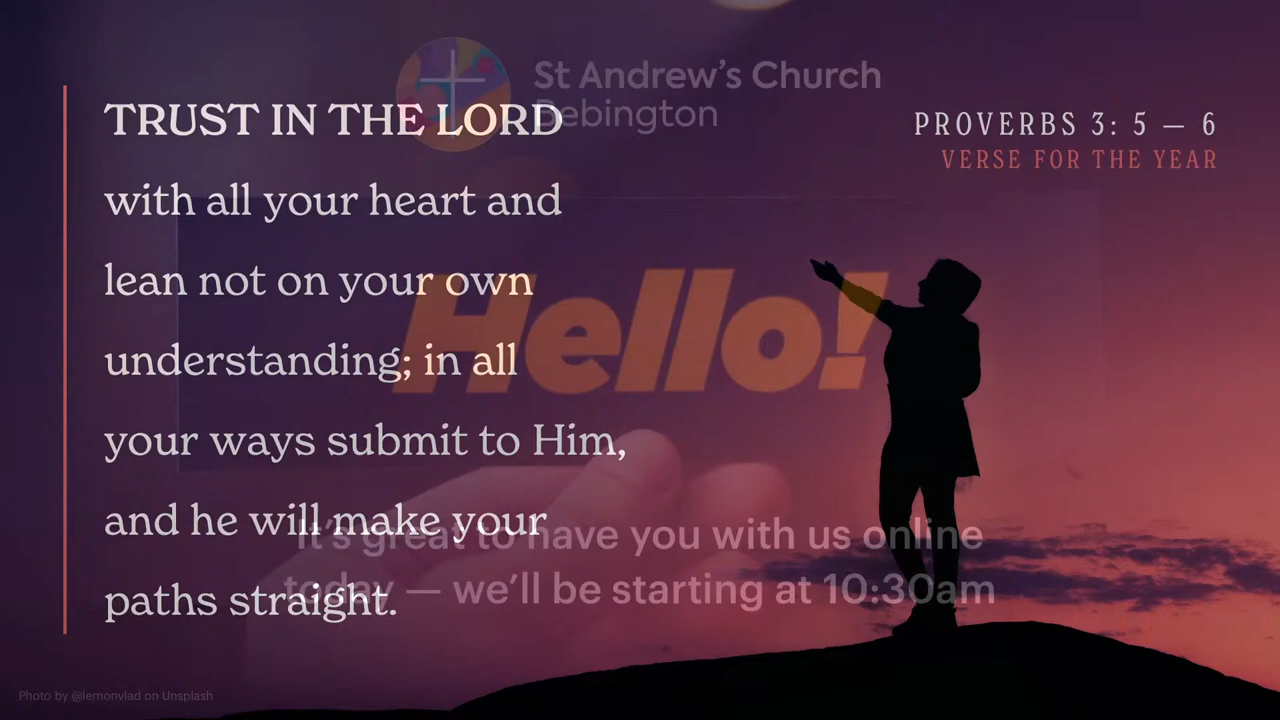 St Andrew's Church
Bebington
TRUST IN THE LORD
with all your heart and
lean not on your own
understanding; in all
your ways submit to Him,
and he will make your
paths straight.
PROVERBS 3: 5 — 6
VERSE FOR THE YEAR
Hello!
It's great to have you with us online
today — we'll be starting at 10:30am
Photo by @lemonvlad on Unsplash